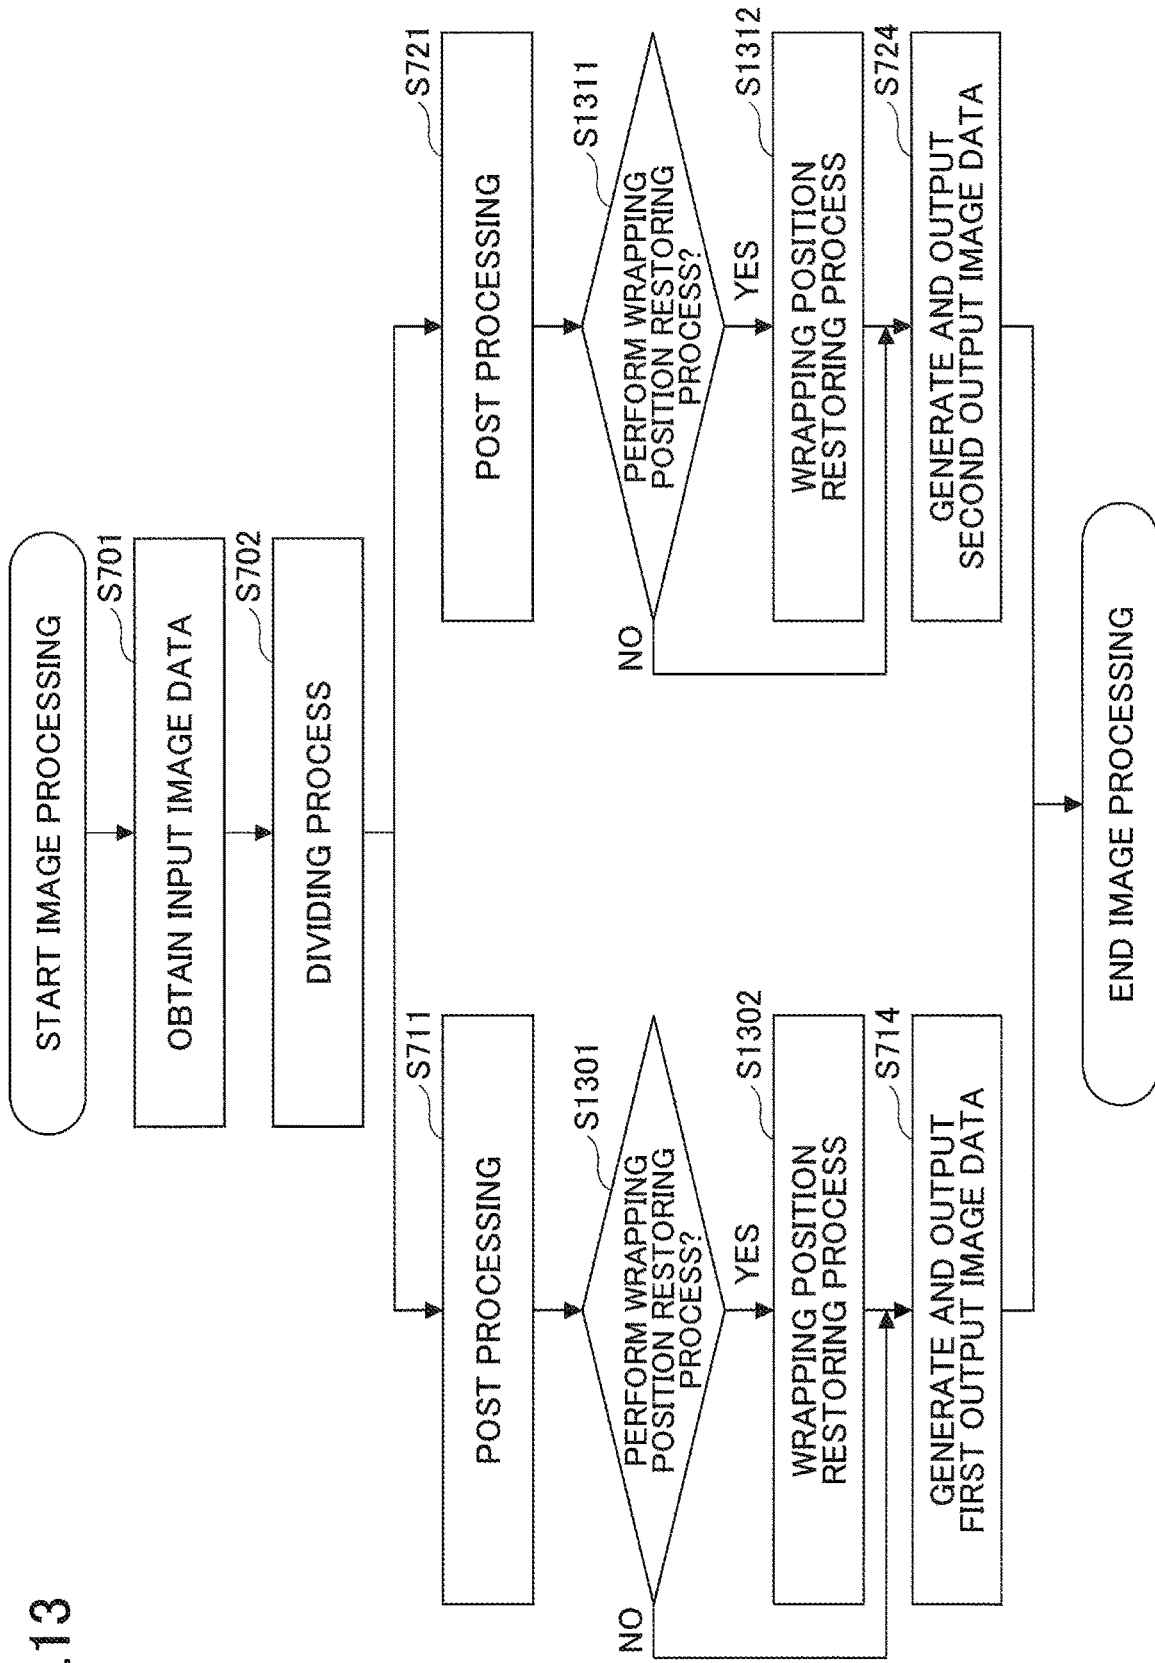 .13
START IMAGE PROCESSING
S701
OBTAIN INPUT IMAGE DATA
S702
DIVIDING PROCESS
S711
POST PROCESSING
S1301
PERFORM WRAPPING
POSITION RESTORING
PROCESS?
NO
YES
S1302
WRAPPING POSITION
RESTORING PROCESS
S714
GENERATE AND OUTPUT
FIRST OUTPUT IMAGE DATA
S721
POST PROCESSING
S1311
PERFORM WRAPPING
POSITION RESTORING
PROCESS?
NO
YES
S1312
WRAPPING POSITION
RESTORING PROCESS
S724
GENERATE AND OUTPUT
SECOND OUTPUT IMAGE DATA
END IMAGE PROCESSING